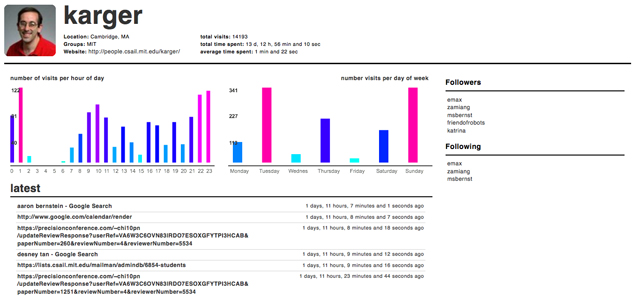 karger
Location: Cambridge, MA
Groups: MIT
Website: http://people.csail.mit.edu/karger/
total visits: 14193
total time spent: 13 d, 12 h, 56 min and 10 sec
average time spent: 1 min and 22 sec
number of visits per hour of day
122
81
0 1 2 3 4 5 6 7 8 9 10 11 12 13 14 15 16 17 18 19 20 21 22 23
number visits per day of week
341
227
Monday Tuesday Wednes Thursday Friday Saturday Sunday
Followers
emax
zamiang
msbernst
friendofrobots
katrina
Following
emax
zamiang
msbernst
latest
aaron bernstein - Google Search 1 days, 11 hours, 7 minutes and 1 seconds ago
http://www.google.com/calendar/render 1 days, 11 hours, 8 minutes and 7 seconds ago
https://precisionconference.com/~chi10pn 1 days, 11 hours, 8 minutes and 18 seconds ago
/updateReviewResponse?userRef=VA6W3C6OVN83IRDO7ESOXGFYTPI3HCAB&
paperNumber=260&reviewNumber=4&reviewerNumber=5534
desney tan - Google Search 1 days, 11 hours, 9 minutes and 12 seconds ago
https://lists.csail.mit.edu/mailman/admindb/6854-students 1 days, 11 hours, 9 minutes and 16 seconds ago
https://precisionconference.com/~chi10pn 1 days, 11 hours, 23 minutes and 44 seconds ago
/updateReviewResponse?userRef=VA6W3C6OVN83IRDO7ESOXGFYTPI3HCAB&
paperNumber=1251&reviewNumber=4&reviewerNumber=5534